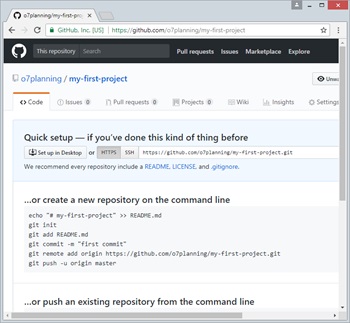 o7planning/my-first-project
GitHub, Inc. [US] https://github.com/o7planning/my-first-project
This repository Search Pull requests Issues Marketplace Explore
o7planning / my-first-project
Code Issues 0 Pull requests 0 Projects 0 Wiki Insights Settings
Quick setup — if you've done this kind of thing before
Set up in Desktop or HTTPS SSH https://github.com/o7planning/my-first-project.git
We recommend every repository include a README, LICENSE, and .gitignore.
...or create a new repository on the command line
echo "# my-first-project" >> README.md
git init
git add README.md
git commit -m "first commit"
git remote add origin https://github.com/o7planning/my-first-project.git
git push -u origin master
...or push an existing repository from the command line